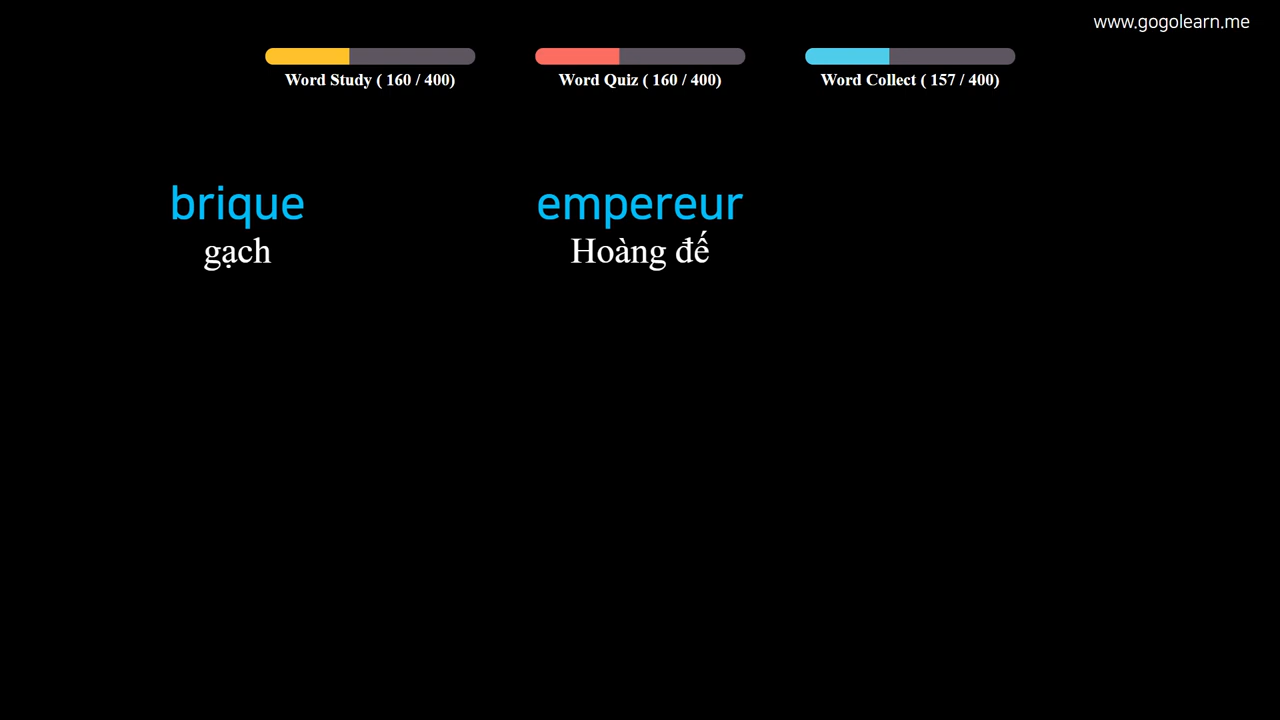 www.gogolearn.me
Word Study ( 160 / 400)
Word Quiz ( 160 / 400)
Word Collect ( 157 / 400)
brique
gạch
empereur
Hoàng đế